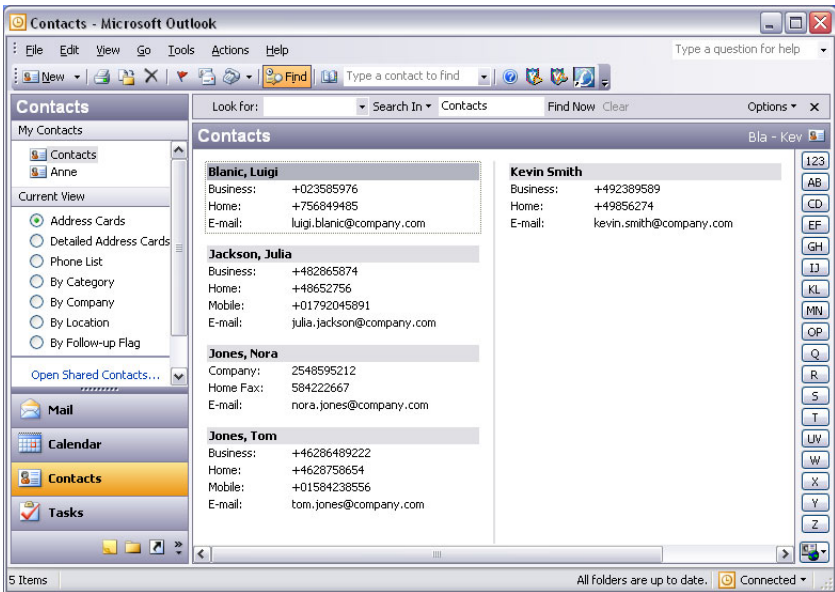 Contacts - Microsoft Outlook
File Edit View Go Tools Actions Help Type a question for help
New Find Type a contact to find
Contacts
My Contacts
Contacts
Anne
Current View
Address Cards
Detailed Address Cards
Phone List
By Category
By Company
By Location
By Follow-up Flag
Open Shared Contacts...
Mail
Calendar
Contacts
Tasks
Look for: Search In Contacts Find Now Clear Options
Contacts Bla - Kev
Blanic, Luigi
Business: +023585976
Home: +756849485
E-mail: luigi.blanic@company.com
Jackson, Julia
Business: +482865874
Home: +48652756
Mobile: +01792045891
E-mail: julia.jackson@company.com
Jones, Nora
Company: 2548595212
Home Fax: 584222667
E-mail: nora.jones@company.com
Jones, Tom
Business: +46286489222
Home: +4628758654
Mobile: +01584238556
E-mail: tom.jones@company.com
Kevin Smith
Business: +492389589
Home: +49856274
E-mail: kevin.smith@company.com
123
AB
CD
EF
GH
IJ
KL
MN
OP
Q
R
S
T
UV
W
X
Y
Z
5 Items All folders are up to date. Connected